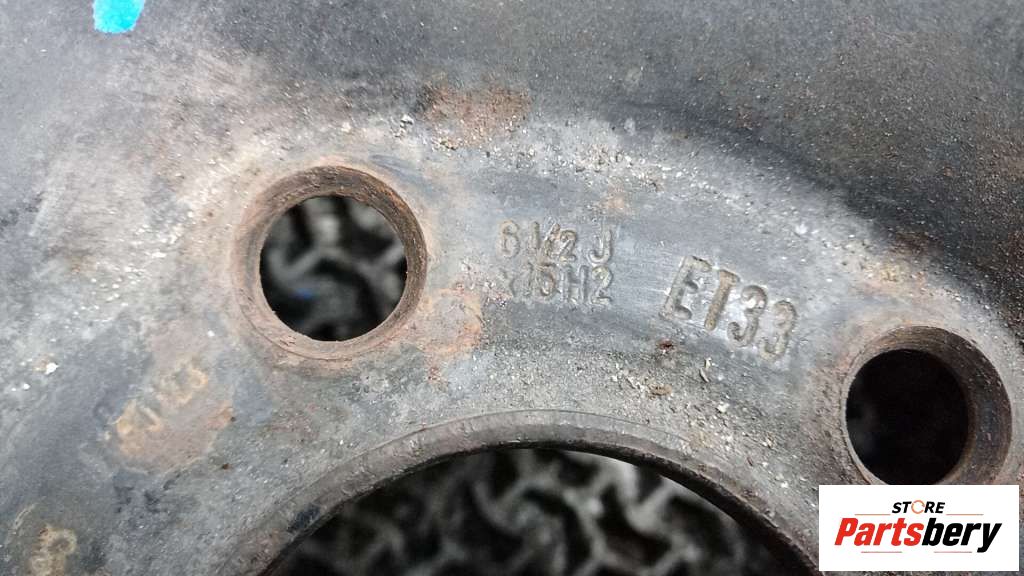 6 1/2 J
x15H2
ET33
STORE
Partsbery